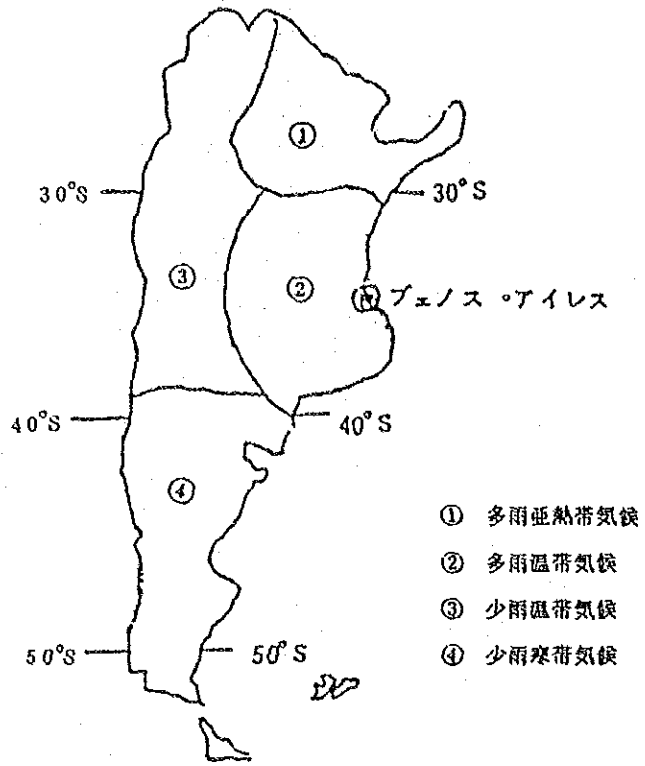 ①
30°S
30°S
③
②
ブェノス・アイレス
40°S
40°S
④
① 多雨亜熱帯気候
② 多雨温帯気候
③ 少雨温帯気候
50°S
50°S
④ 少雨寒帯気候